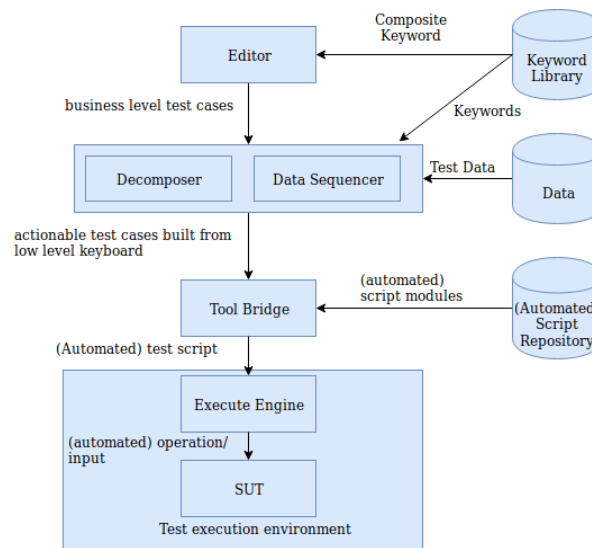 Composite
Keyword
Editor
Keyword
Library
business level test cases
Keywords
Decomposer
Data Sequencer
Test Data
Data
actionable test cases built from
low level keyboard
(automated)
script modules
Tool Bridge
(Automated)
Script
Repository)
(Automated) test script
Execute Engine
(automated) operation/
input
SUT
Test execution environment